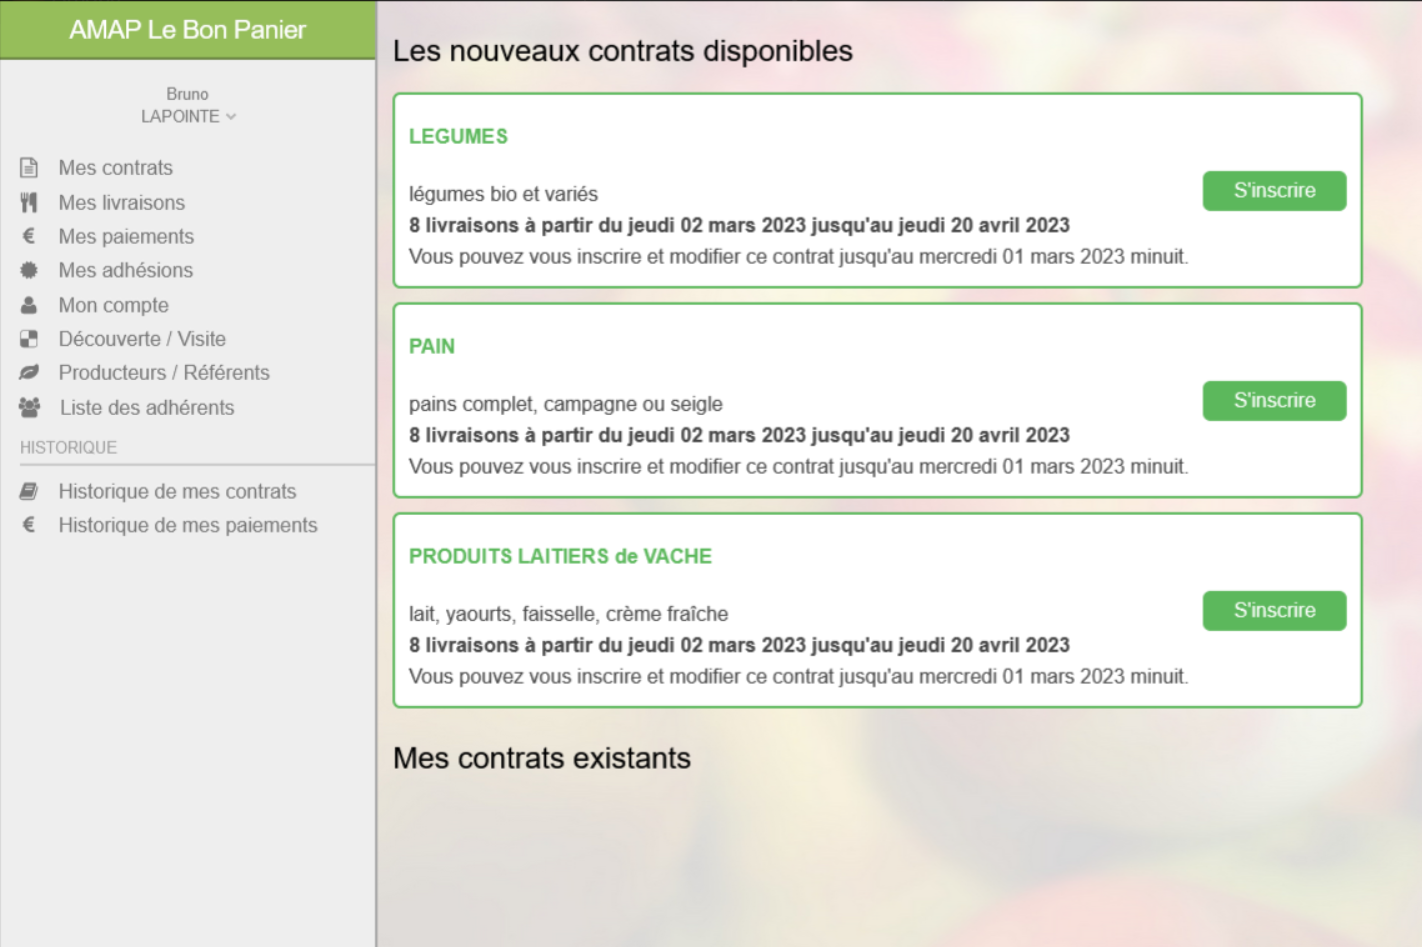 AMAP Le Bon Panier
Bruno
LAPOINTE
Mes contrats
Mes livraisons
Mes paiements
Mes adhésions
Mon compte
Découverte / Visite
Producteurs / Référents
Liste des adhérents
HISTORIQUE
Historique de mes contrats
Historique de mes paiements
Les nouveaux contrats disponibles
LEGUMES
légumes bio et variés
S'inscrire
8 livraisons à partir du jeudi 02 mars 2023 jusqu'au jeudi 20 avril 2023
Vous pouvez vous inscrire et modifier ce contrat jusqu'au mercredi 01 mars 2023 minuit.
PAIN
pains complet, campagne ou seigle
S'inscrire
8 livraisons à partir du jeudi 02 mars 2023 jusqu'au jeudi 20 avril 2023
Vous pouvez vous inscrire et modifier ce contrat jusqu'au mercredi 01 mars 2023 minuit.
PRODUITS LAITIERS de VACHE
lait, yaourts, faisselle, crème fraîche
S'inscrire
8 livraisons à partir du jeudi 02 mars 2023 jusqu'au jeudi 20 avril 2023
Vous pouvez vous inscrire et modifier ce contrat jusqu'au mercredi 01 mars 2023 minuit.
Mes contrats existants